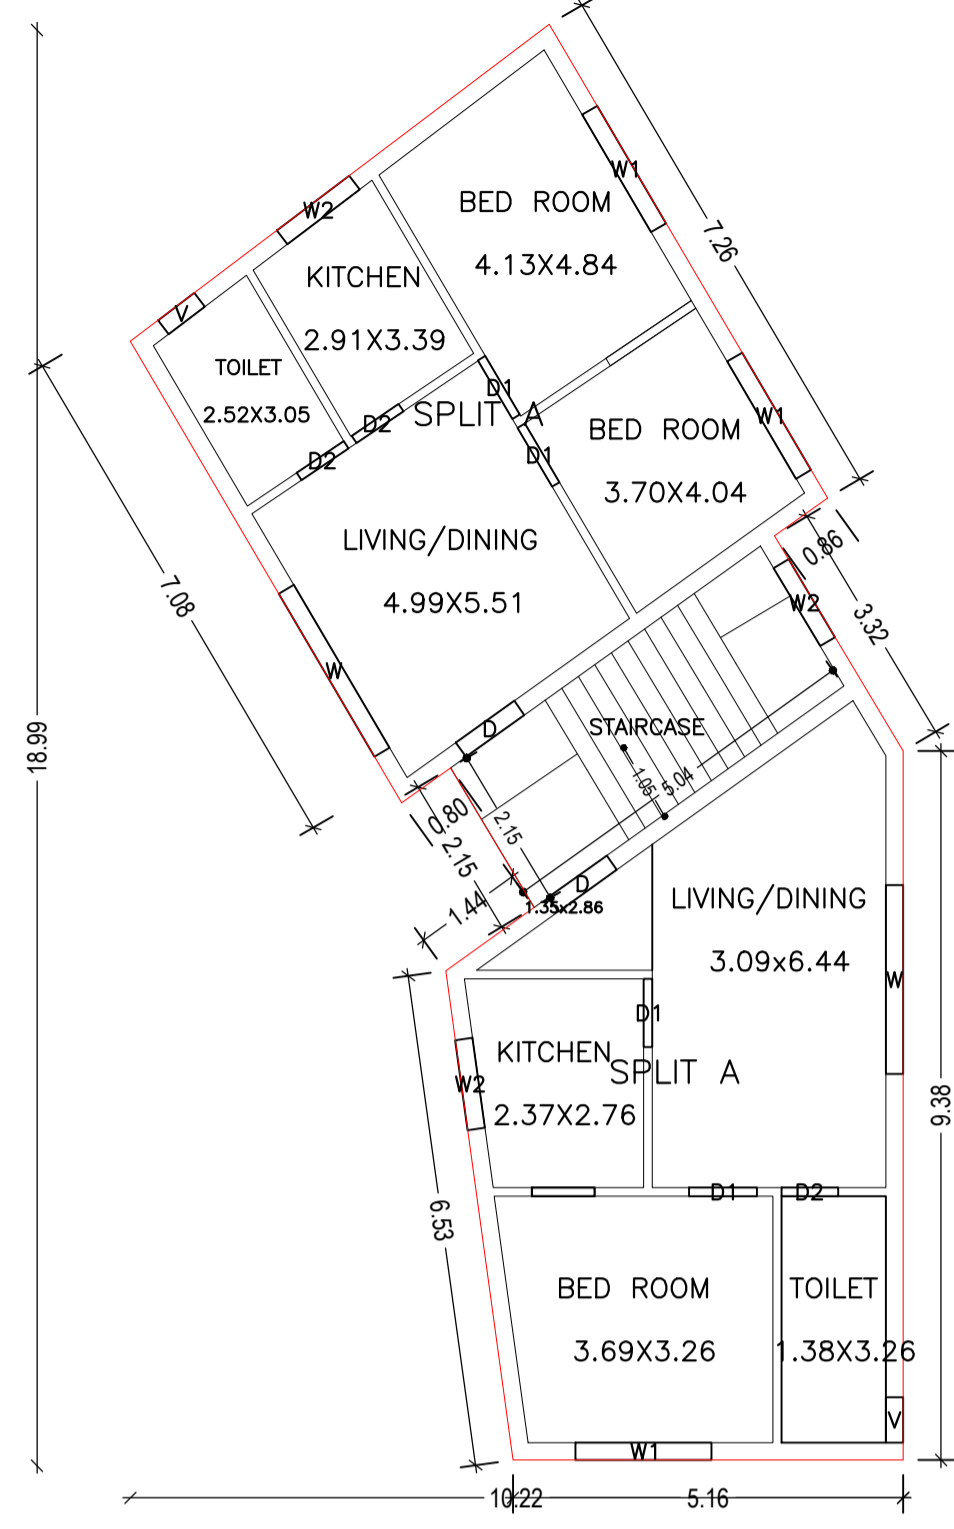 W1
W2
BED ROOM
4.13X4.84
7.26
KITCHEN
2.91X3.39
V
TOILET
2.52X3.05
D1
SPLIT A
D2
D2
W1
BED ROOM
3.70X4.04
D1
LIVING/DINING
4.99X5.51
0.86
7.08
W2
3.32
W
D
STAIRCASE
18.99
1.05
5.04
0.80
2.15
2.15
D
1.44
1.35x2.86
LIVING/DINING
3.09x6.44
W
D1
KITCHEN
SPLIT A
W2
2.37X2.76
9.38
D1
D2
6.53
BED ROOM
TOILET
3.69X3.26
1.38X3.26
V
W1
10.22
5.16